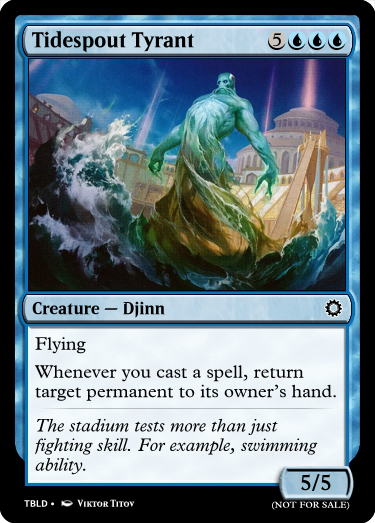 Tidespout Tyrant 5
Creature — Djinn
Flying
Whenever you cast a spell, return
target permanent to its owner's hand.
The stadium tests more than just
fighting skill. For example, swimming
ability.
5/5
TBLD • Viktor Titov
(NOT FOR SALE)